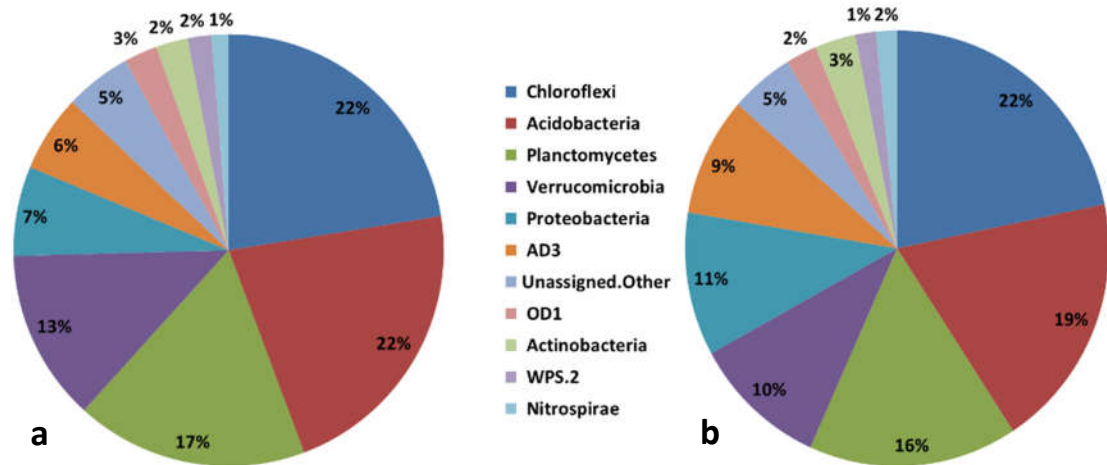 3%
2%
2%
1%
5%
22%
6%
7%
13%
22%
17%
a
Chloroflexi
Acidobacteria
Planctomycetes
Verrucomicrobia
Proteobacteria
AD3
Unassigned.Other
OD1
Actinobacteria
WPS.2
Nitrospirae
2%
3%
1%
2%
5%
22%
9%
11%
19%
10%
16%
b